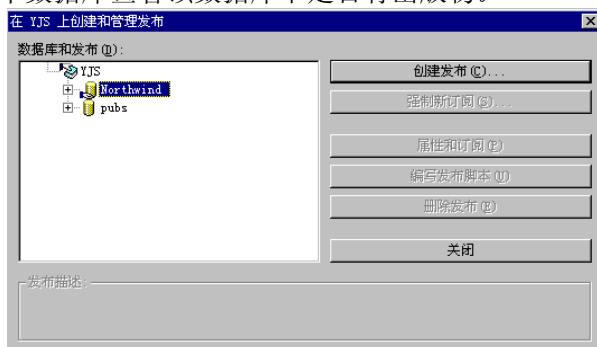 在 YJS 上创建和管理发布
数据库和发布(D):
YJS
Northwind
pubs
创建发布(C)...
强制新订阅(S)...
属性和订阅(P)
编写发布脚本(U)
删除发布(E)
关闭
发布描述: